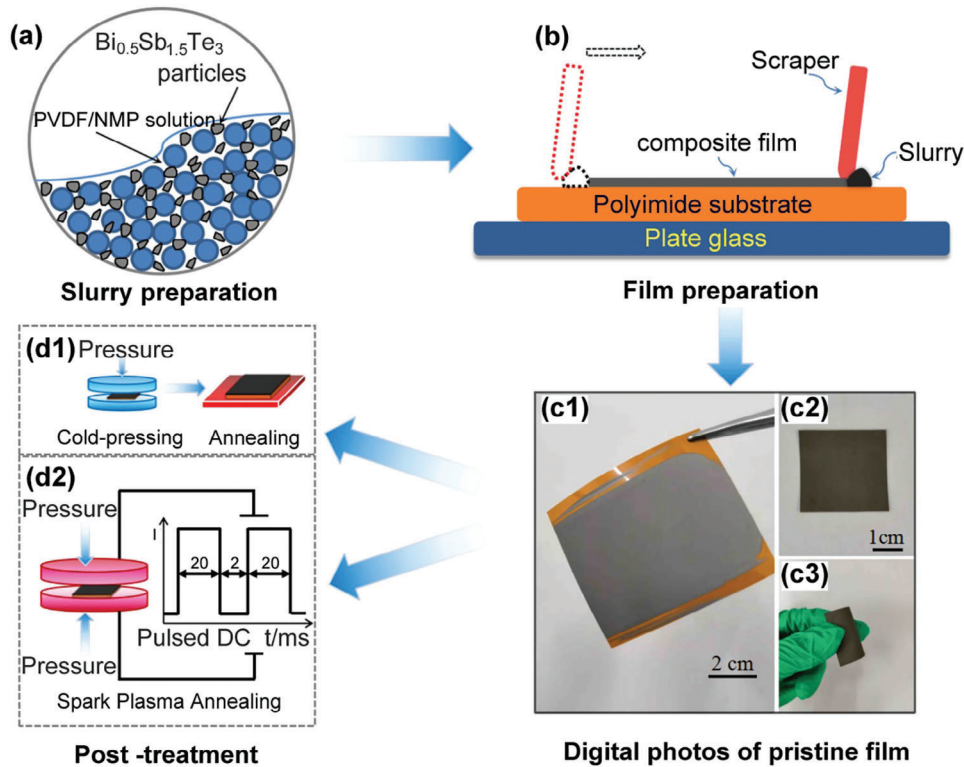 (a)
Bi0.5Sb1.5Te3
particles
PVDF/NMP solution
Slurry preparation
(b)
Scraper
composite film
Slurry
Polyimide substrate
Plate glass
Film preparation
(c1)
2 cm
(c2)
1cm
(c3)
Digital photos of pristine film
(d1)
Pressure
Cold-pressing
Annealing
(d2)
Pressure
I
20
2
20
Pulsed DC t/ms
Pressure
Spark Plasma Annealing
Post -treatment